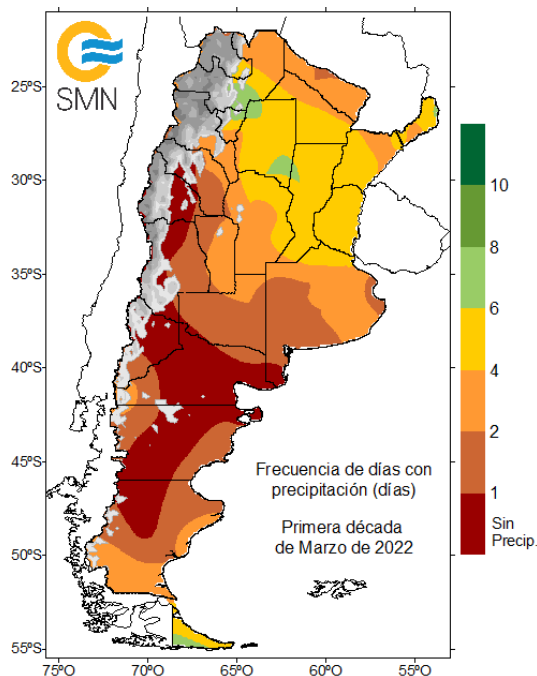 SMN
25ºS
30ºS
35ºS
40ºS
45ºS
50ºS
55ºS
75ºO
70ºO
65ºO
60ºO
55ºO
Frecuencia de días con
precipitación (días)
Primera década
de Marzo de 2022
10
8
6
4
2
1
Sin
Precip.